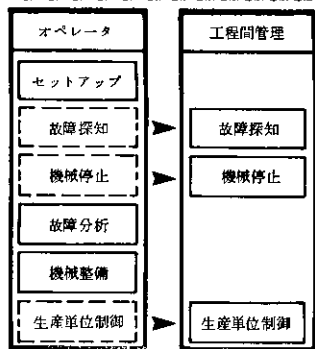 オペレータ
セットアップ
故障探知
機械停止
故障分析
機械整備
生産単位制御
工程間管理
故障探知
機械停止
生産単位制御